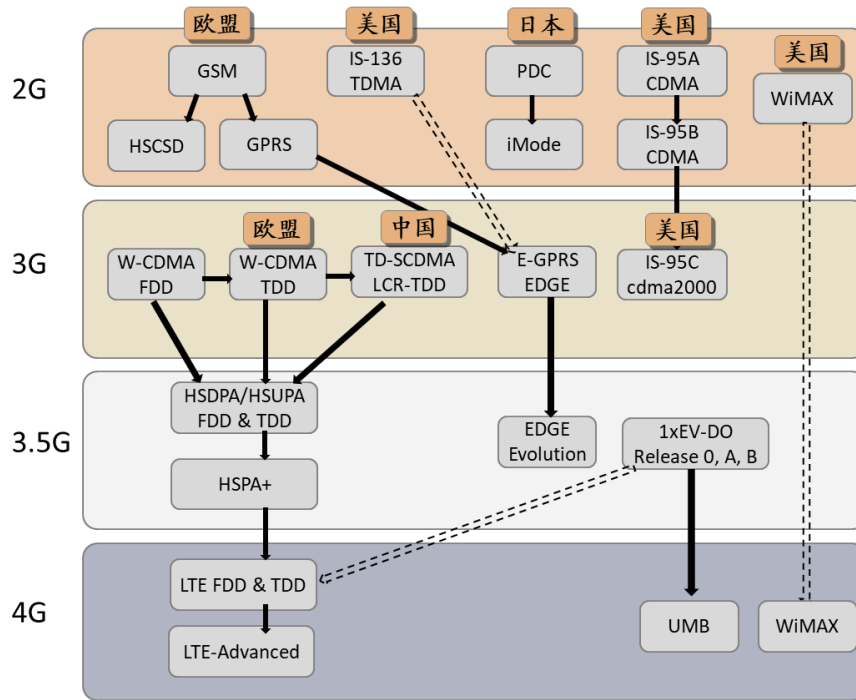 欧盟
美国
日本
美国
美国
2G
GSM
IS-136
TDMA
PDC
IS-95A
CDMA
WiMAX
HSCSD
GPRS
iMode
IS-95B
CDMA
欧盟
中国
美国
3G
W-CDMA
FDD
W-CDMA
TDD
TD-SCDMA
LCR-TDD
E-GPRS
EDGE
IS-95C
cdma2000
3.5G
HSDPA/HSUPA
FDD & TDD
EDGE
Evolution
1xEV-DO
Release 0, A, B
HSPA+
4G
LTE FDD & TDD
UMB
WiMAX
LTE-Advanced